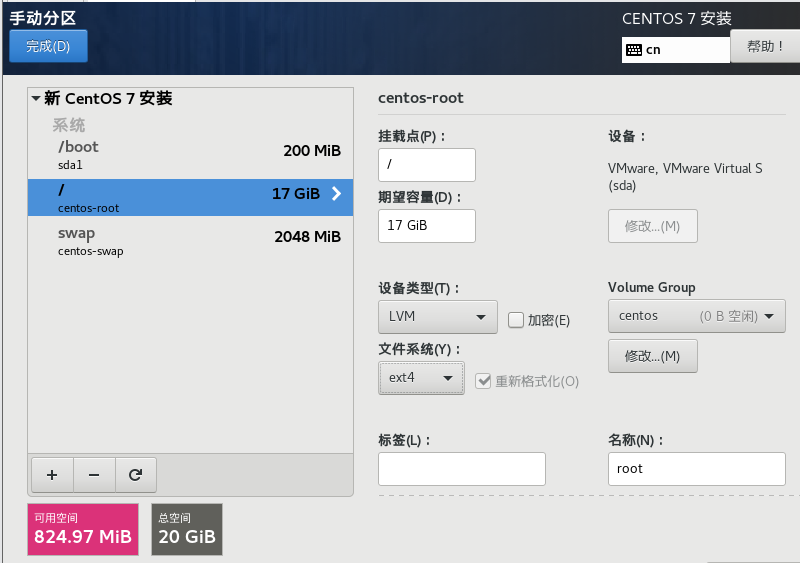 手动分区
CENTOS 7 安装
完成(D)
cn
帮助！
新 CentOS 7 安装
系统
/boot
200 MiB
sda1
/
17 GiB
centos-root
swap
2048 MiB
centos-swap
centos-root
挂载点(P)：
/
期望容量(D)：
17 GiB
设备：
VMware, VMware Virtual S
(sda)
修改...(M)
设备类型(T)：
LVM
加密(E)
文件系统(Y)：
ext4
重新格式化(O)
Volume Group
centos (0 B 空闲)
修改...(M)
标签(L)：
名称(N)：
root
可用空间
824.97 MiB
总空间
20 GiB